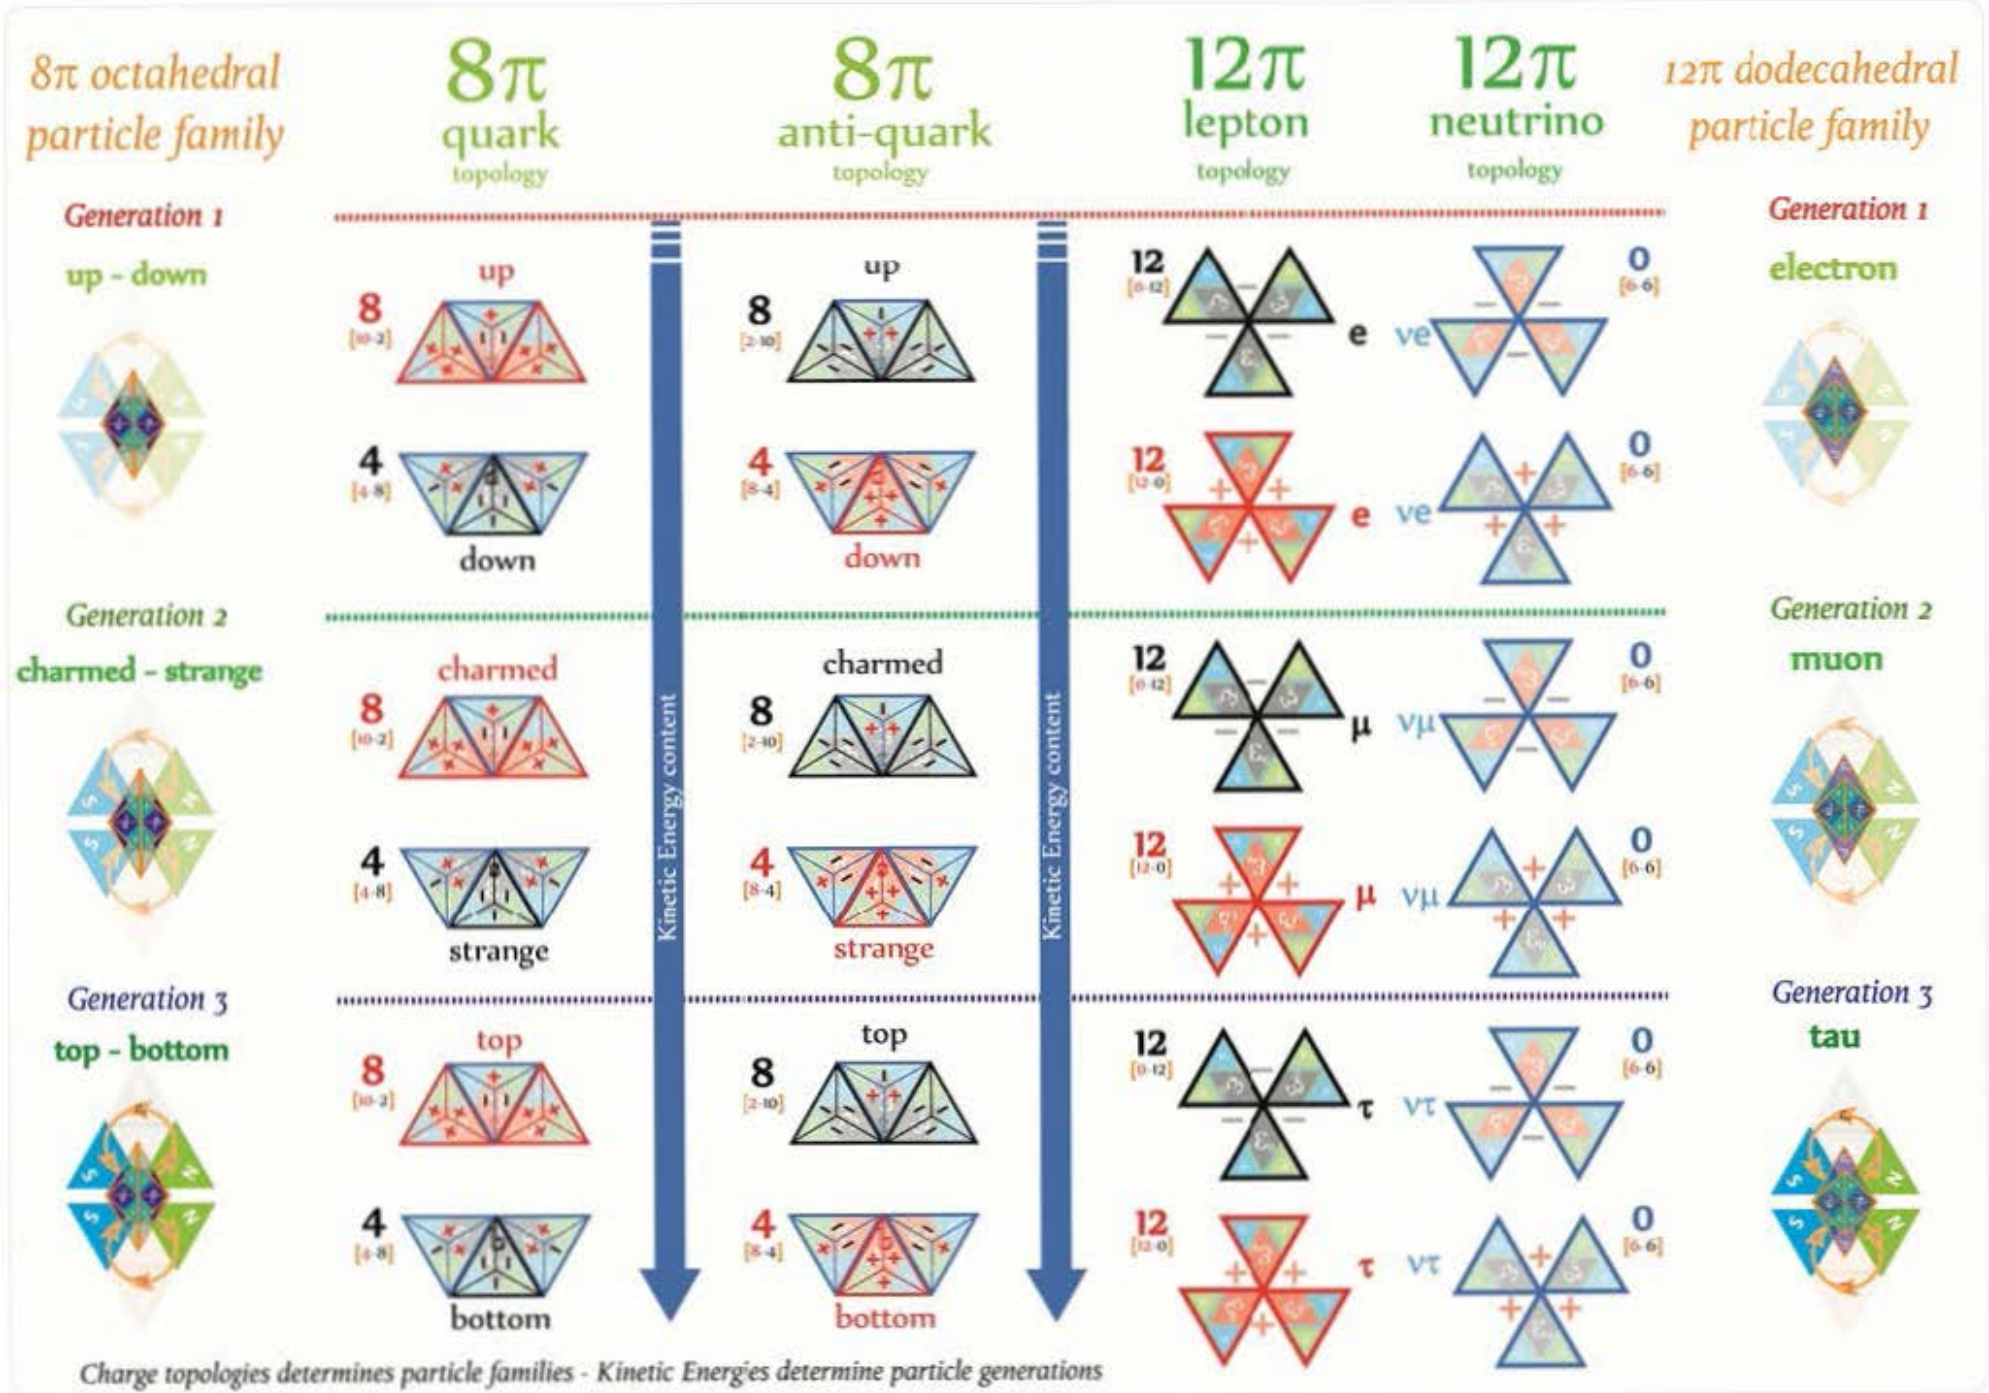 8π octahedral
particle family
8π
quark
topology
8π
anti-quark
topology
12π
lepton
topology
12π
neutrino
topology
12π dodecahedral
particle family
Generation 1
up - down
up
8
[10-2]
4
[4-8]
down
up
8
[2-10]
4
[8-4]
down
12
[0-12]
e
12
[12-0]
e
νe
0
[6-6]
νe
0
[6-6]
Generation 1
electron
Generation 2
charmed - strange
S
N
S
N
charmed
8
[10-2]
4
[4-8]
strange
Kinetic Energy content
charmed
8
[2-10]
4
[8-4]
strange
Kinetic Energy content
12
[0-12]
μ
12
[12-0]
μ
νμ
0
[6-6]
νμ
0
[6-6]
Generation 2
muon
S
N
S
N
Generation 3
top - bottom
S
N
S
N
top
8
[10-2]
4
[4-8]
bottom
top
8
[2-10]
4
[8-4]
bottom
12
[0-12]
τ
12
[12-0]
τ
ντ
0
[6-6]
ντ
0
[6-6]
Generation 3
tau
S
N
S
N
Charge topologies determines particle families - Kinetic Energies determine particle generations